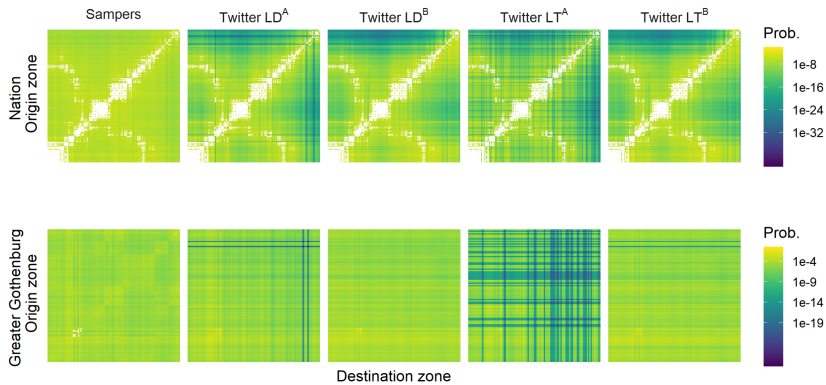 Sampers Twitter LD^A Twitter LD^B Twitter LT^A Twitter LT^B
Nation
Origin zone
Prob.
1e-8
1e-16
1e-24
1e-32
Greater Gothenburg
Origin zone
Prob.
1e-4
1e-9
1e-14
1e-19
Destination zone